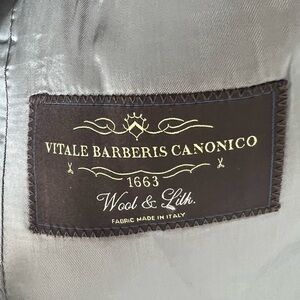 VITALE BARBERIS CANONICO
1663
Wool & Silk.
FABRIC MADE IN ITALY